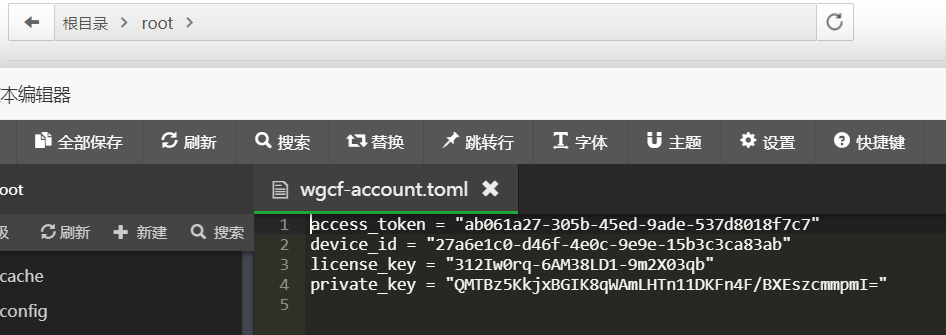 根目录 root
本编辑器
全部保存 刷新 搜索 替换 跳转行 字体 主题 设置 快捷键
oot wgcf-account.toml
级 刷新 新建 搜索
cache
config
1 access_token = "ab061a27-305b-45ed-9ade-537d8018f7c7"
2 device_id = "27a6e1c0-d46f-4e0c-9e9e-15b3c3ca83ab"
3 license_key = "312Iw0rq-6AM38LD1-9m2X03qb"
4 private_key = "QMTBz5KkjxBGIK8qWAmLHTn11DKFn4F/BXEszcmmpmI="
5